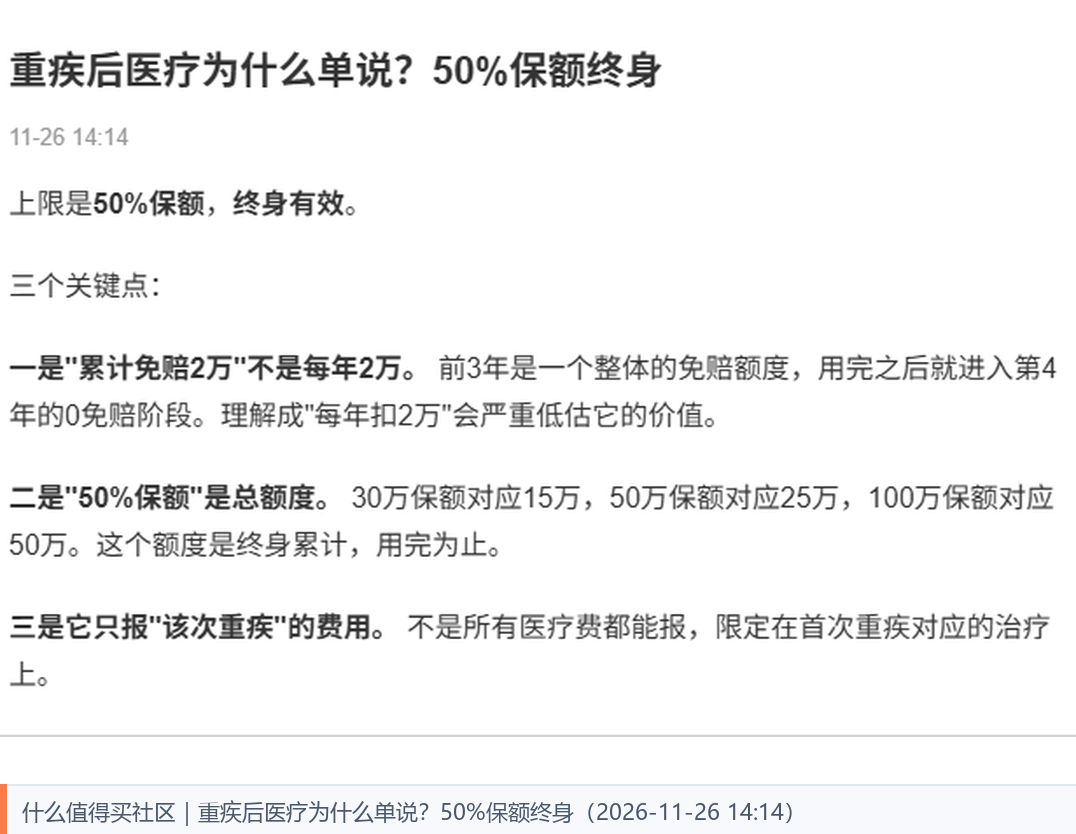 重疾后医疗为什么单说？50%保额终身
11-26 14:14
上限是50%保额，终身有效。
三个关键点：
一是"累计免赔2万"不是每年2万。 前3年是一个整体的免赔额度，用完之后就进入第4
年的0免赔阶段。理解成"每年扣2万"会严重低估它的价值。
二是"50%保额"是总额度。 30万保额对应15万，50万保额对应25万，100万保额对应
50万。这个额度是终身累计，用完为止。
三是它只报"该次重疾"的费用。 不是所有医疗费都能报，限定在首次重疾对应的治疗
上。
什么值得买社区｜重疾后医疗为什么单说？50%保额终身（2026-11-26 14:14）